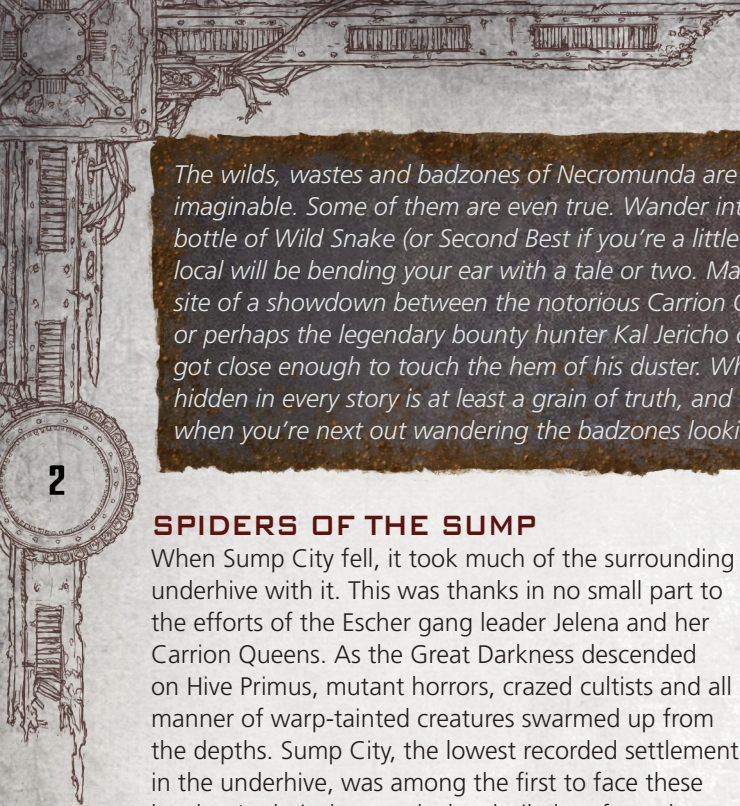 The wilds, wastes and badzones of Necromunda are
imaginable. Some of them are even true. Wander int
bottle of Wild Snake (or Second Best if you're a little
local will be bending your ear with a tale or two. Ma
site of a showdown between the notorious Carrion
or perhaps the legendary bounty hunter Kal Jericho
got close enough to touch the hem of his duster. Wh
hidden in every story is at least a grain of truth, and
when you're next out wandering the badzones looki
2
SPIDERS OF THE SUMP
When Sump City fell, it took much of the surrounding
underhive with it. This was thanks in no small part to
the efforts of the Escher gang leader Jelena and her
Carrion Queens. As the Great Darkness descended
on Hive Primus, mutant horrors, crazed cultists and all
manner of warp-tainted creatures swarmed up from
the depths. Sump City, the lowest recorded settlement
in the underhive, was among the first to face these